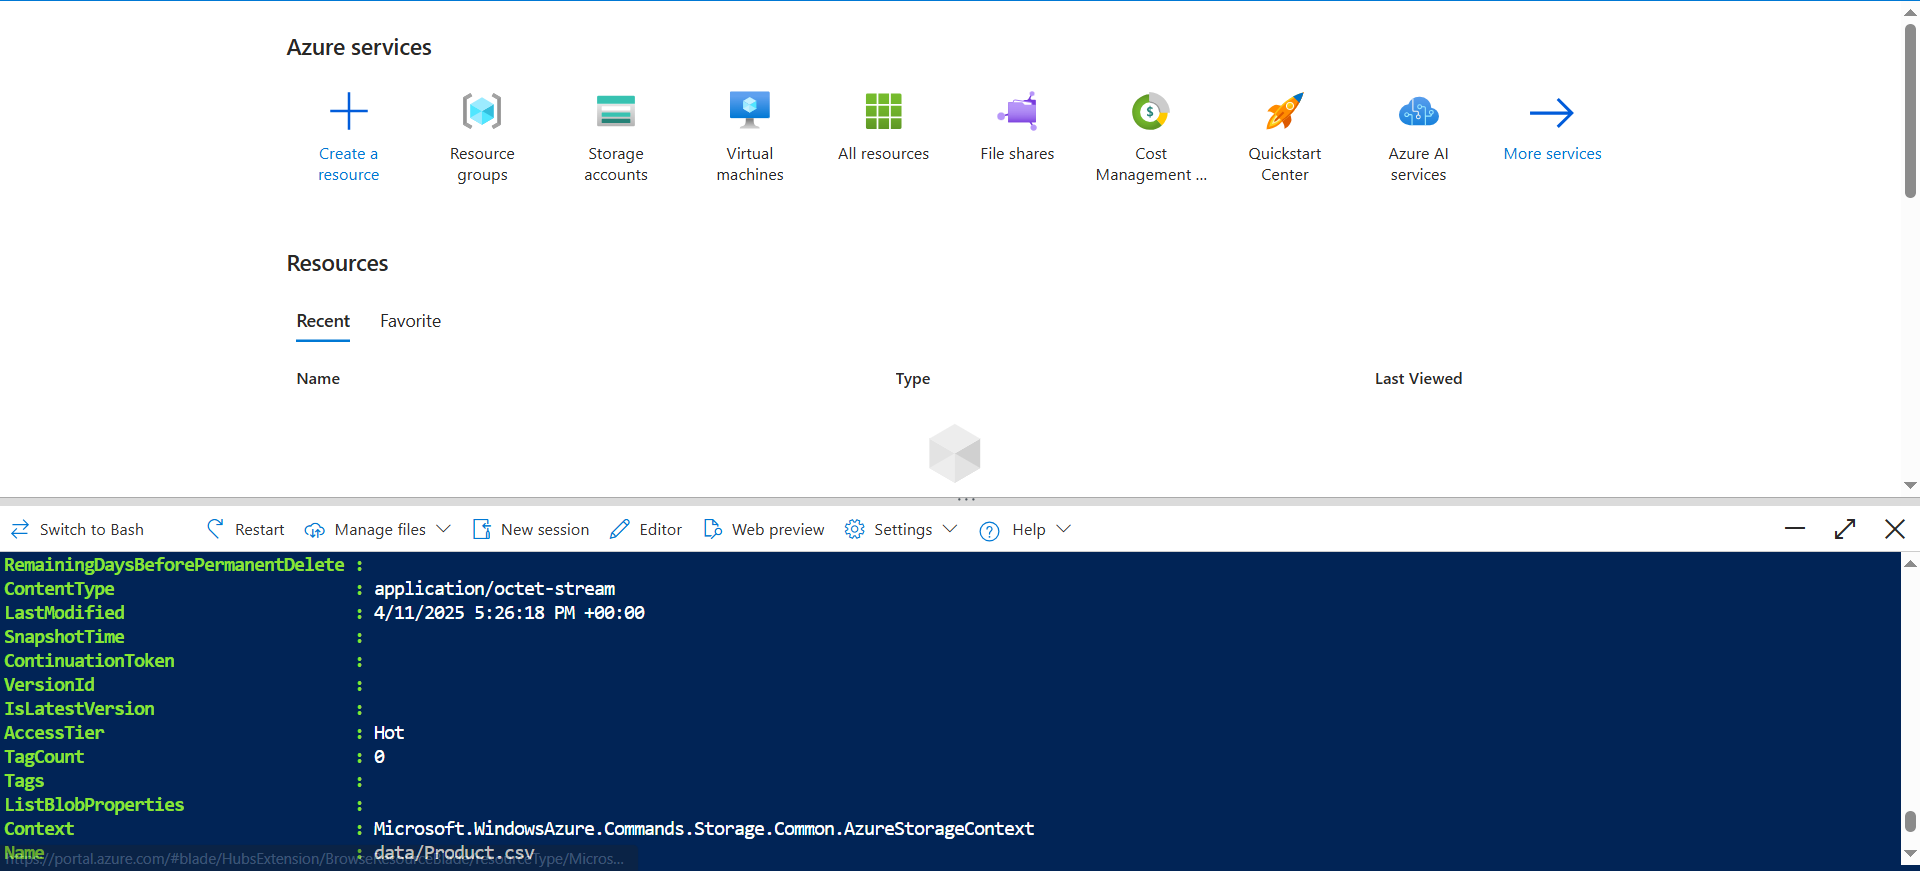 Azure services
Create a resource
Resource groups
Storage accounts
Virtual machines
All resources
File shares
Cost Management ...
Quickstart Center
Azure AI services
More services
Resources
Recent Favorite
Name Type Last Viewed
Switch to Bash Restart Manage files New session Editor Web preview Settings Help
RemainingDaysBeforePermanentDelete :
ContentType : application/octet-stream
LastModified : 4/11/2025 5:26:18 PM +00:00
SnapshotTime :
ContinuationToken :
VersionId :
IsLatestVersion :
AccessTier : Hot
TagCount : 0
Tags :
ListBlobProperties :
Context : Microsoft.WindowsAzure.Commands.Storage.Common.AzureStorageContext
Name : data/Product.csv
https://portal.azure.com/#blade/HubsExtension/BrowseResourceBlade/resourceType/Micros...